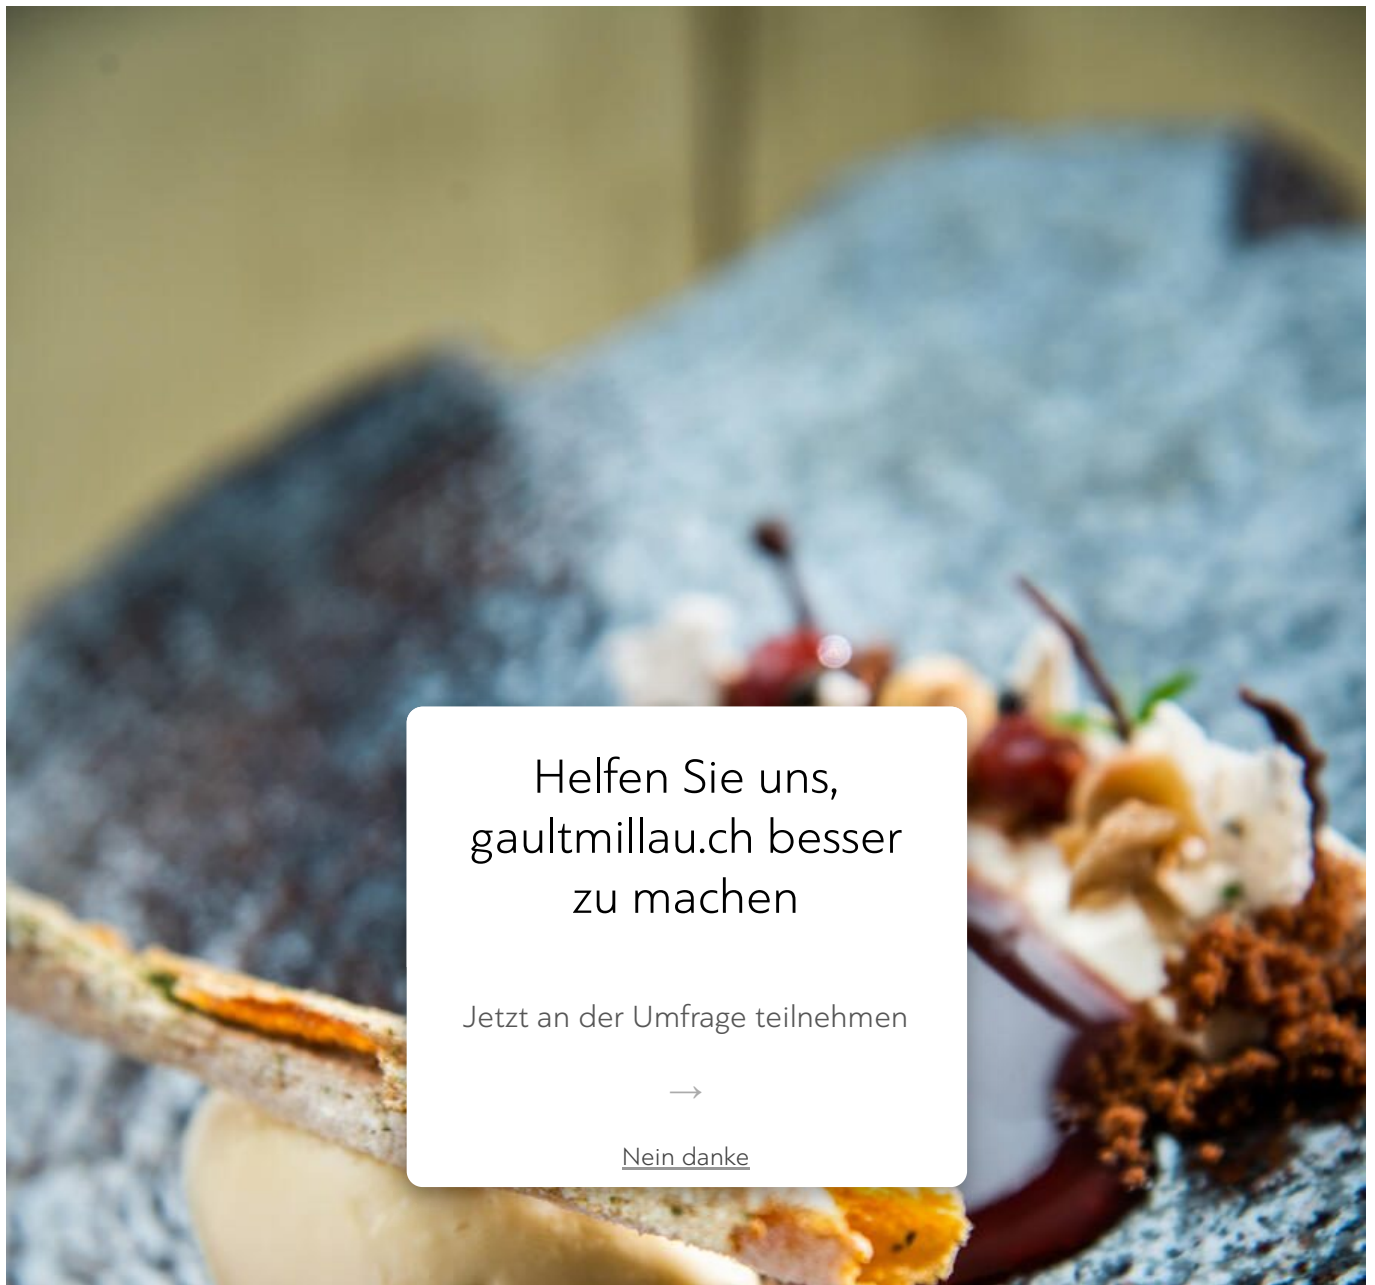 Helfen Sie uns,
gaultmillau.ch besser
zu machen
Jetzt an der Umfrage teilnehmen
→
Nein danke